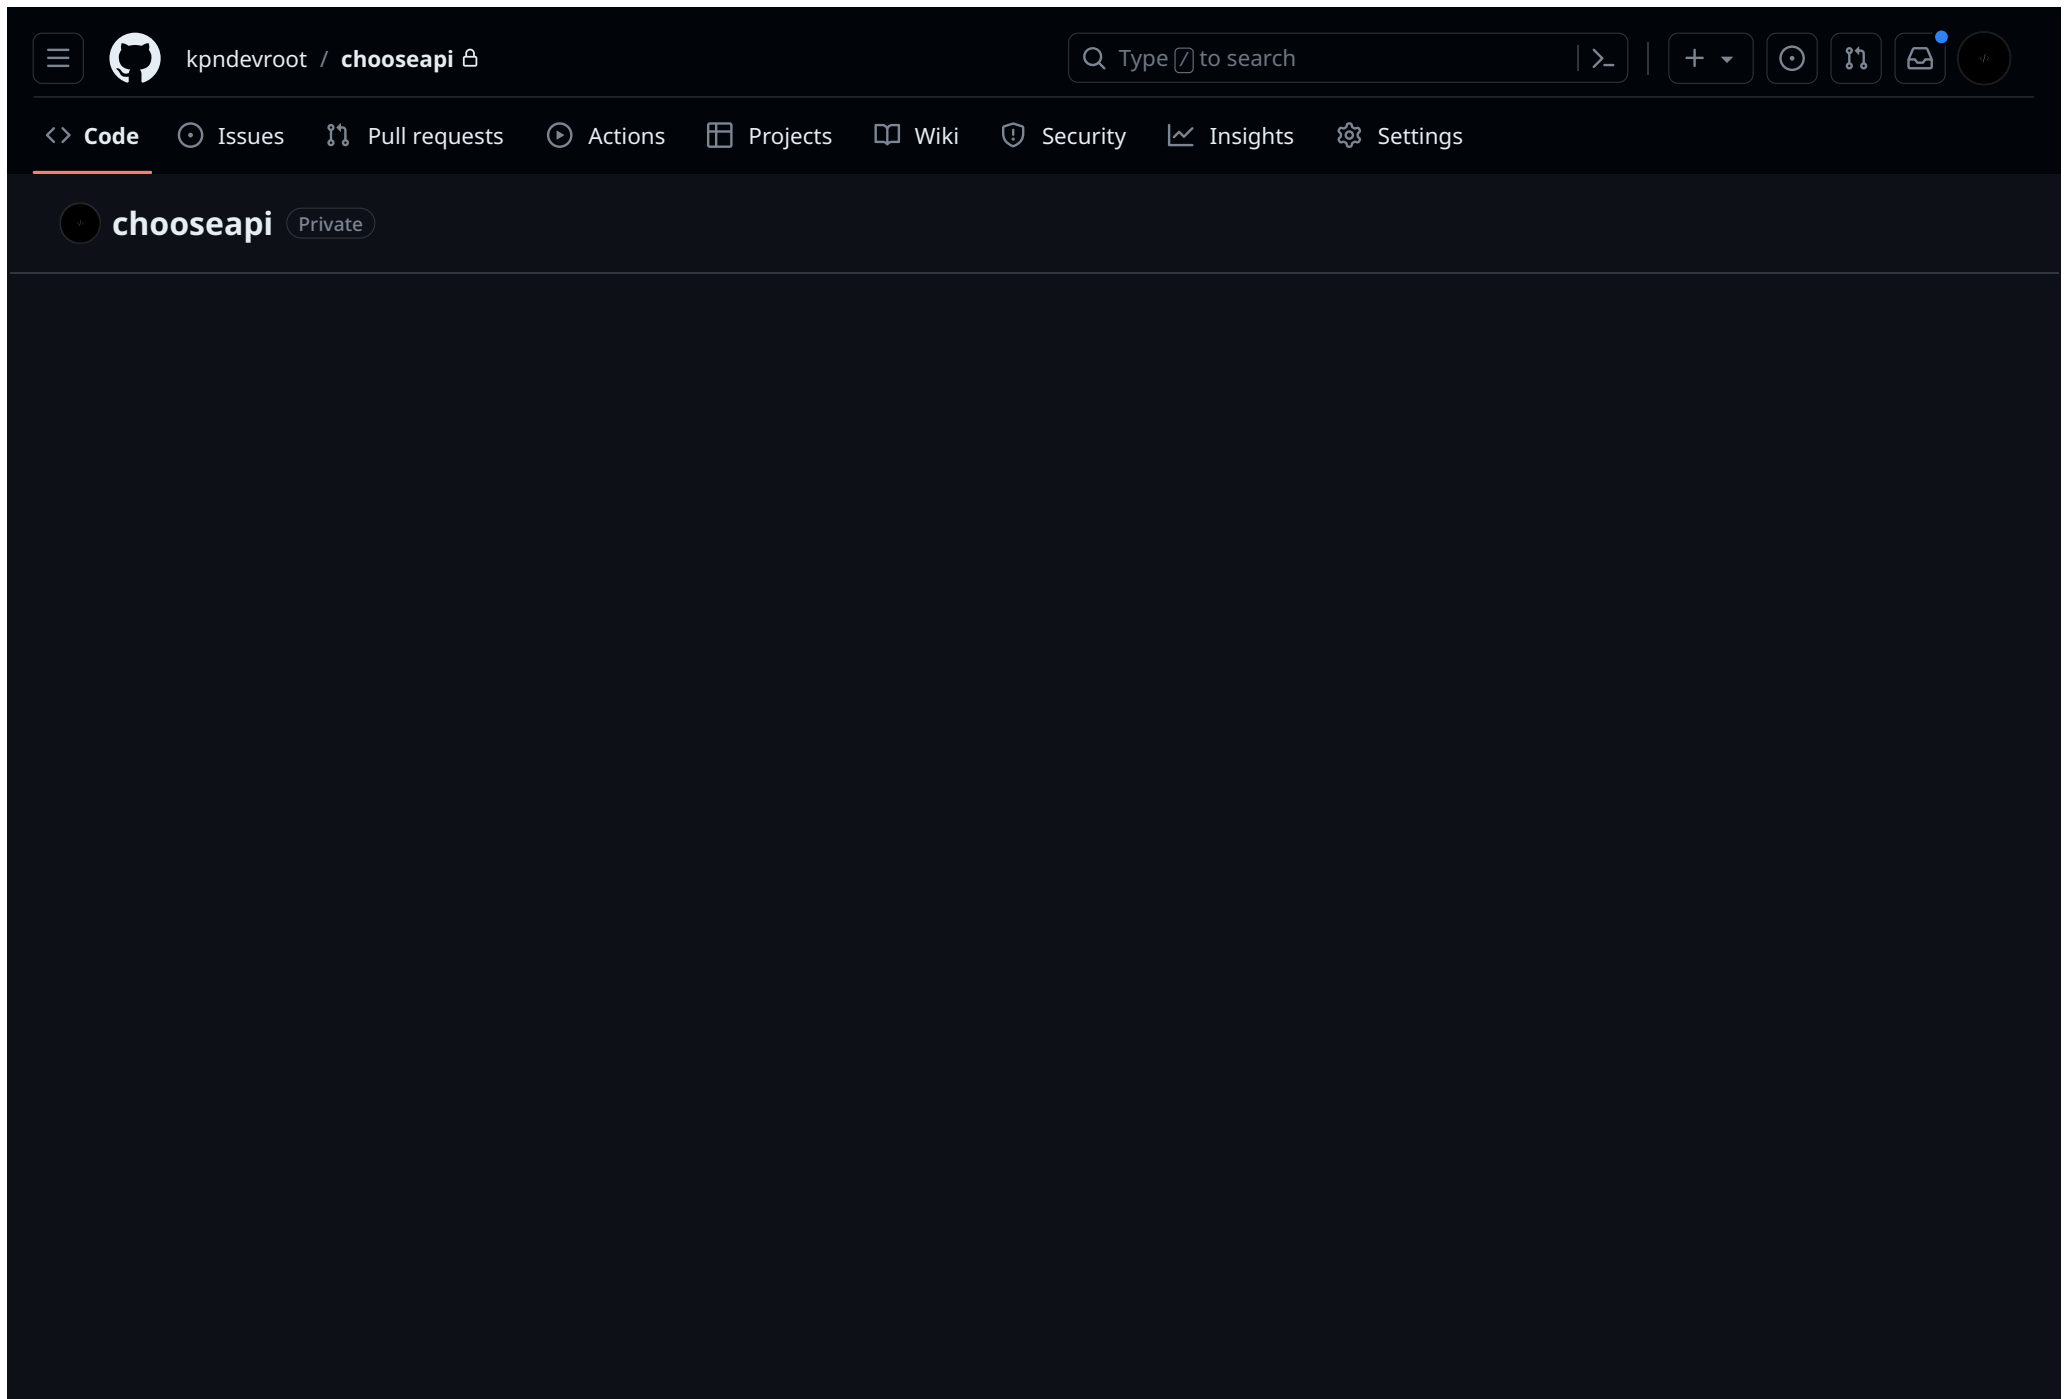 kpndevroot / chooseapi
Type / to search
Code Issues Pull requests Actions Projects Wiki Security Insights Settings
chooseapi Private